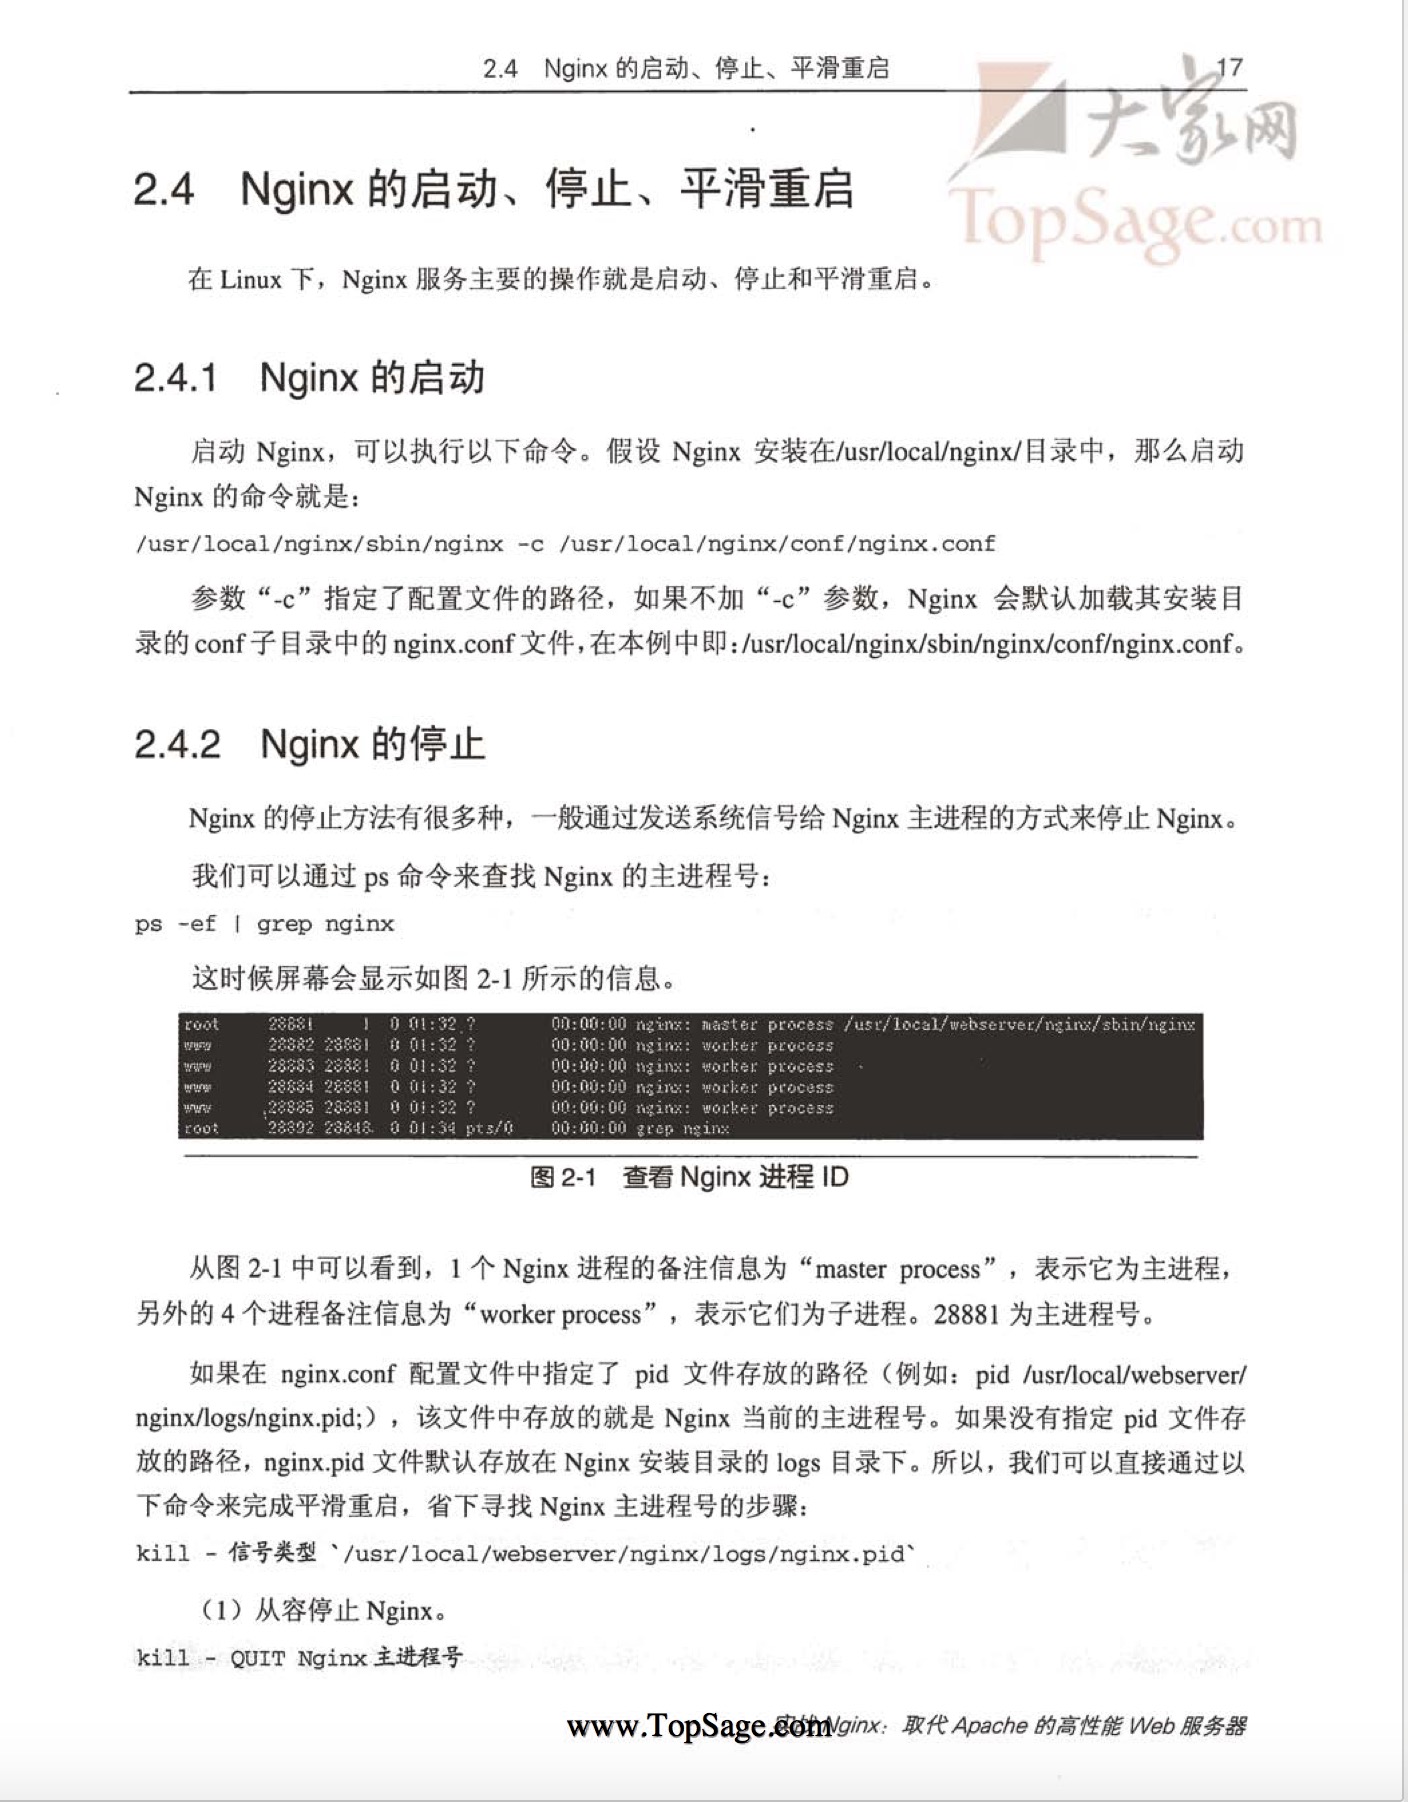 2.4 Nginx 的启动、停止、平滑重启 17
大家网
TopSage.com
2.4 Nginx 的启动、停止、平滑重启
在 Linux 下，Nginx 服务主要的操作就是启动、停止和平滑重启。
2.4.1 Nginx 的启动
启动 Nginx，可以执行以下命令。假设 Nginx 安装在/usr/local/nginx/目录中，那么启动
Nginx 的命令就是：
/usr/local/nginx/sbin/nginx -c /usr/local/nginx/conf/nginx.conf
参数“-c”指定了配置文件的路径，如果不加“-c”参数，Nginx 会默认加载其安装目
录的 conf 子目录中的 nginx.conf 文件，在本例中即：/usr/local/nginx/sbin/nginx/conf/nginx.conf。
2.4.2 Nginx 的停止
Nginx 的停止方法有很多种，一般通过发送系统信号给 Nginx 主进程的方式来停止 Nginx。
我们可以通过 ps 命令来查找 Nginx 的主进程号：
ps -ef | grep nginx
这时候屏幕会显示如图 2-1 所示的信息。
root 28881 1 0 01:32 ? 00:00:00 nginx: master process /usr/local/webserver/nginx/sbin/nginx
www 28882 28881 0 01:32 ? 00:00:00 nginx: worker process
www 28883 28881 0 01:32 ? 00:00:00 nginx: worker process
www 28884 28881 0 01:32 ? 00:00:00 nginx: worker process
www 28885 28881 0 01:32 ? 00:00:00 nginx: worker process
root 28892 28848 0 01:34 pts/0 00:00:00 grep nginx
图 2-1 查看 Nginx 进程 ID
从图 2-1 中可以看到，1 个 Nginx 进程的备注信息为“master process”，表示它为主进程，
另外的 4 个进程备注信息为“worker process”，表示它们为子进程。28881 为主进程号。
如果在 nginx.conf 配置文件中指定了 pid 文件存放的路径（例如：pid /usr/local/webserver/
nginx/logs/nginx.pid;），该文件中存放的就是 Nginx 当前的主进程号。如果没有指定 pid 文件存
放的路径，nginx.pid 文件默认存放在 Nginx 安装目录的 logs 目录下。所以，我们可以直接通过以
下命令来完成平滑重启，省下寻找 Nginx 主进程号的步骤：
kill - 信号类型 `/usr/local/webserver/nginx/logs/nginx.pid`
（1）从容停止 Nginx。
kill - QUIT Nginx 主进程号
www.TopSage.com
实战 Nginx：取代 Apache 的高性能 Web 服务器